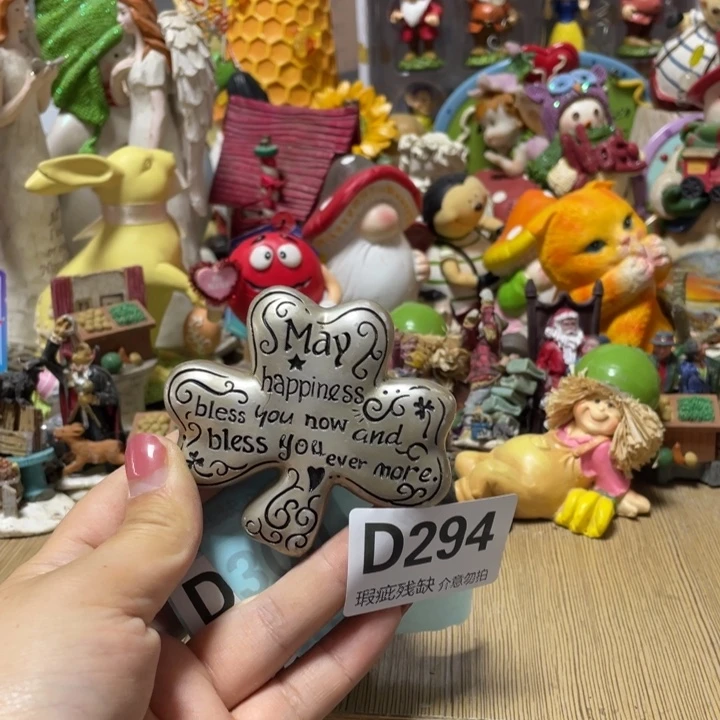 May
happiness
bless you now and
bless you ever more.
D294
瑕疵残缺 介意勿拍
D3